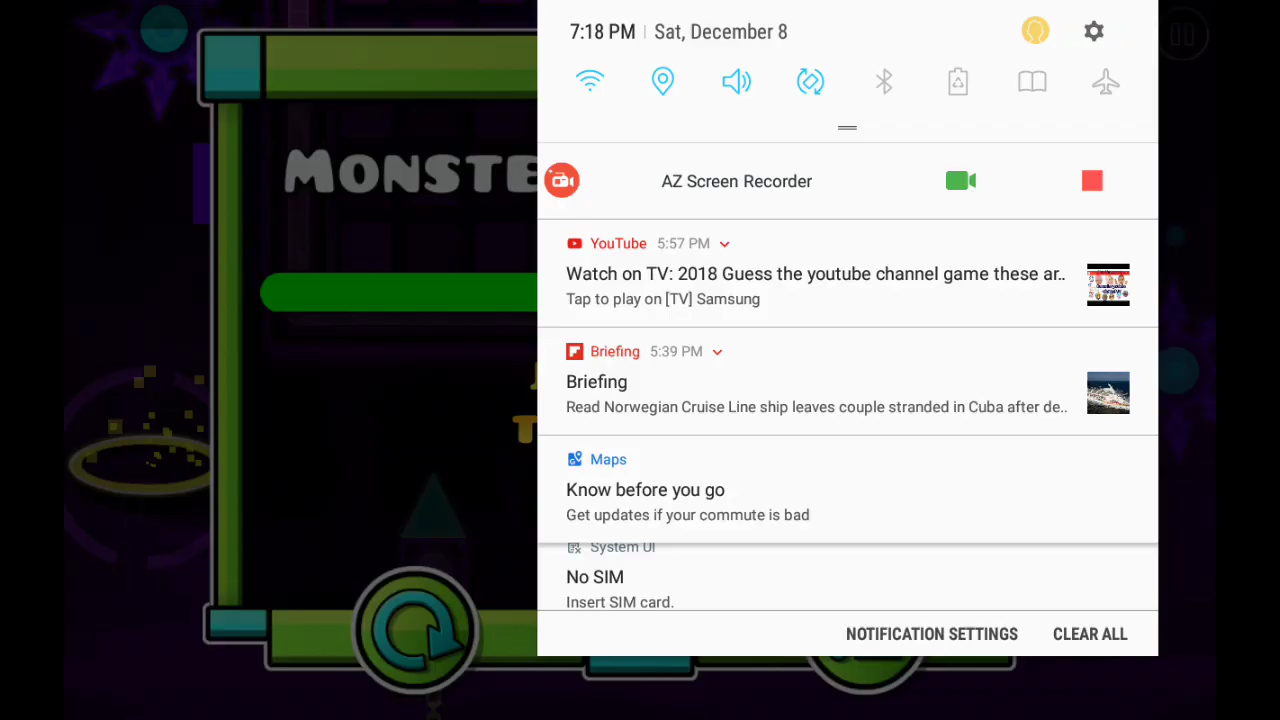 7:18 PM | Sat, December 8
MONSTE
AZ Screen Recorder
YouTube 5:57 PM
Watch on TV: 2018 Guess the youtube channel game these ar..
Tap to play on [TV] Samsung
Briefing 5:39 PM
Briefing
Read Norwegian Cruise Line ship leaves couple stranded in Cuba after de..
Maps
Know before you go
Get updates if your commute is bad
System UI
No SIM
Insert SIM card.
NOTIFICATION SETTINGS CLEAR ALL